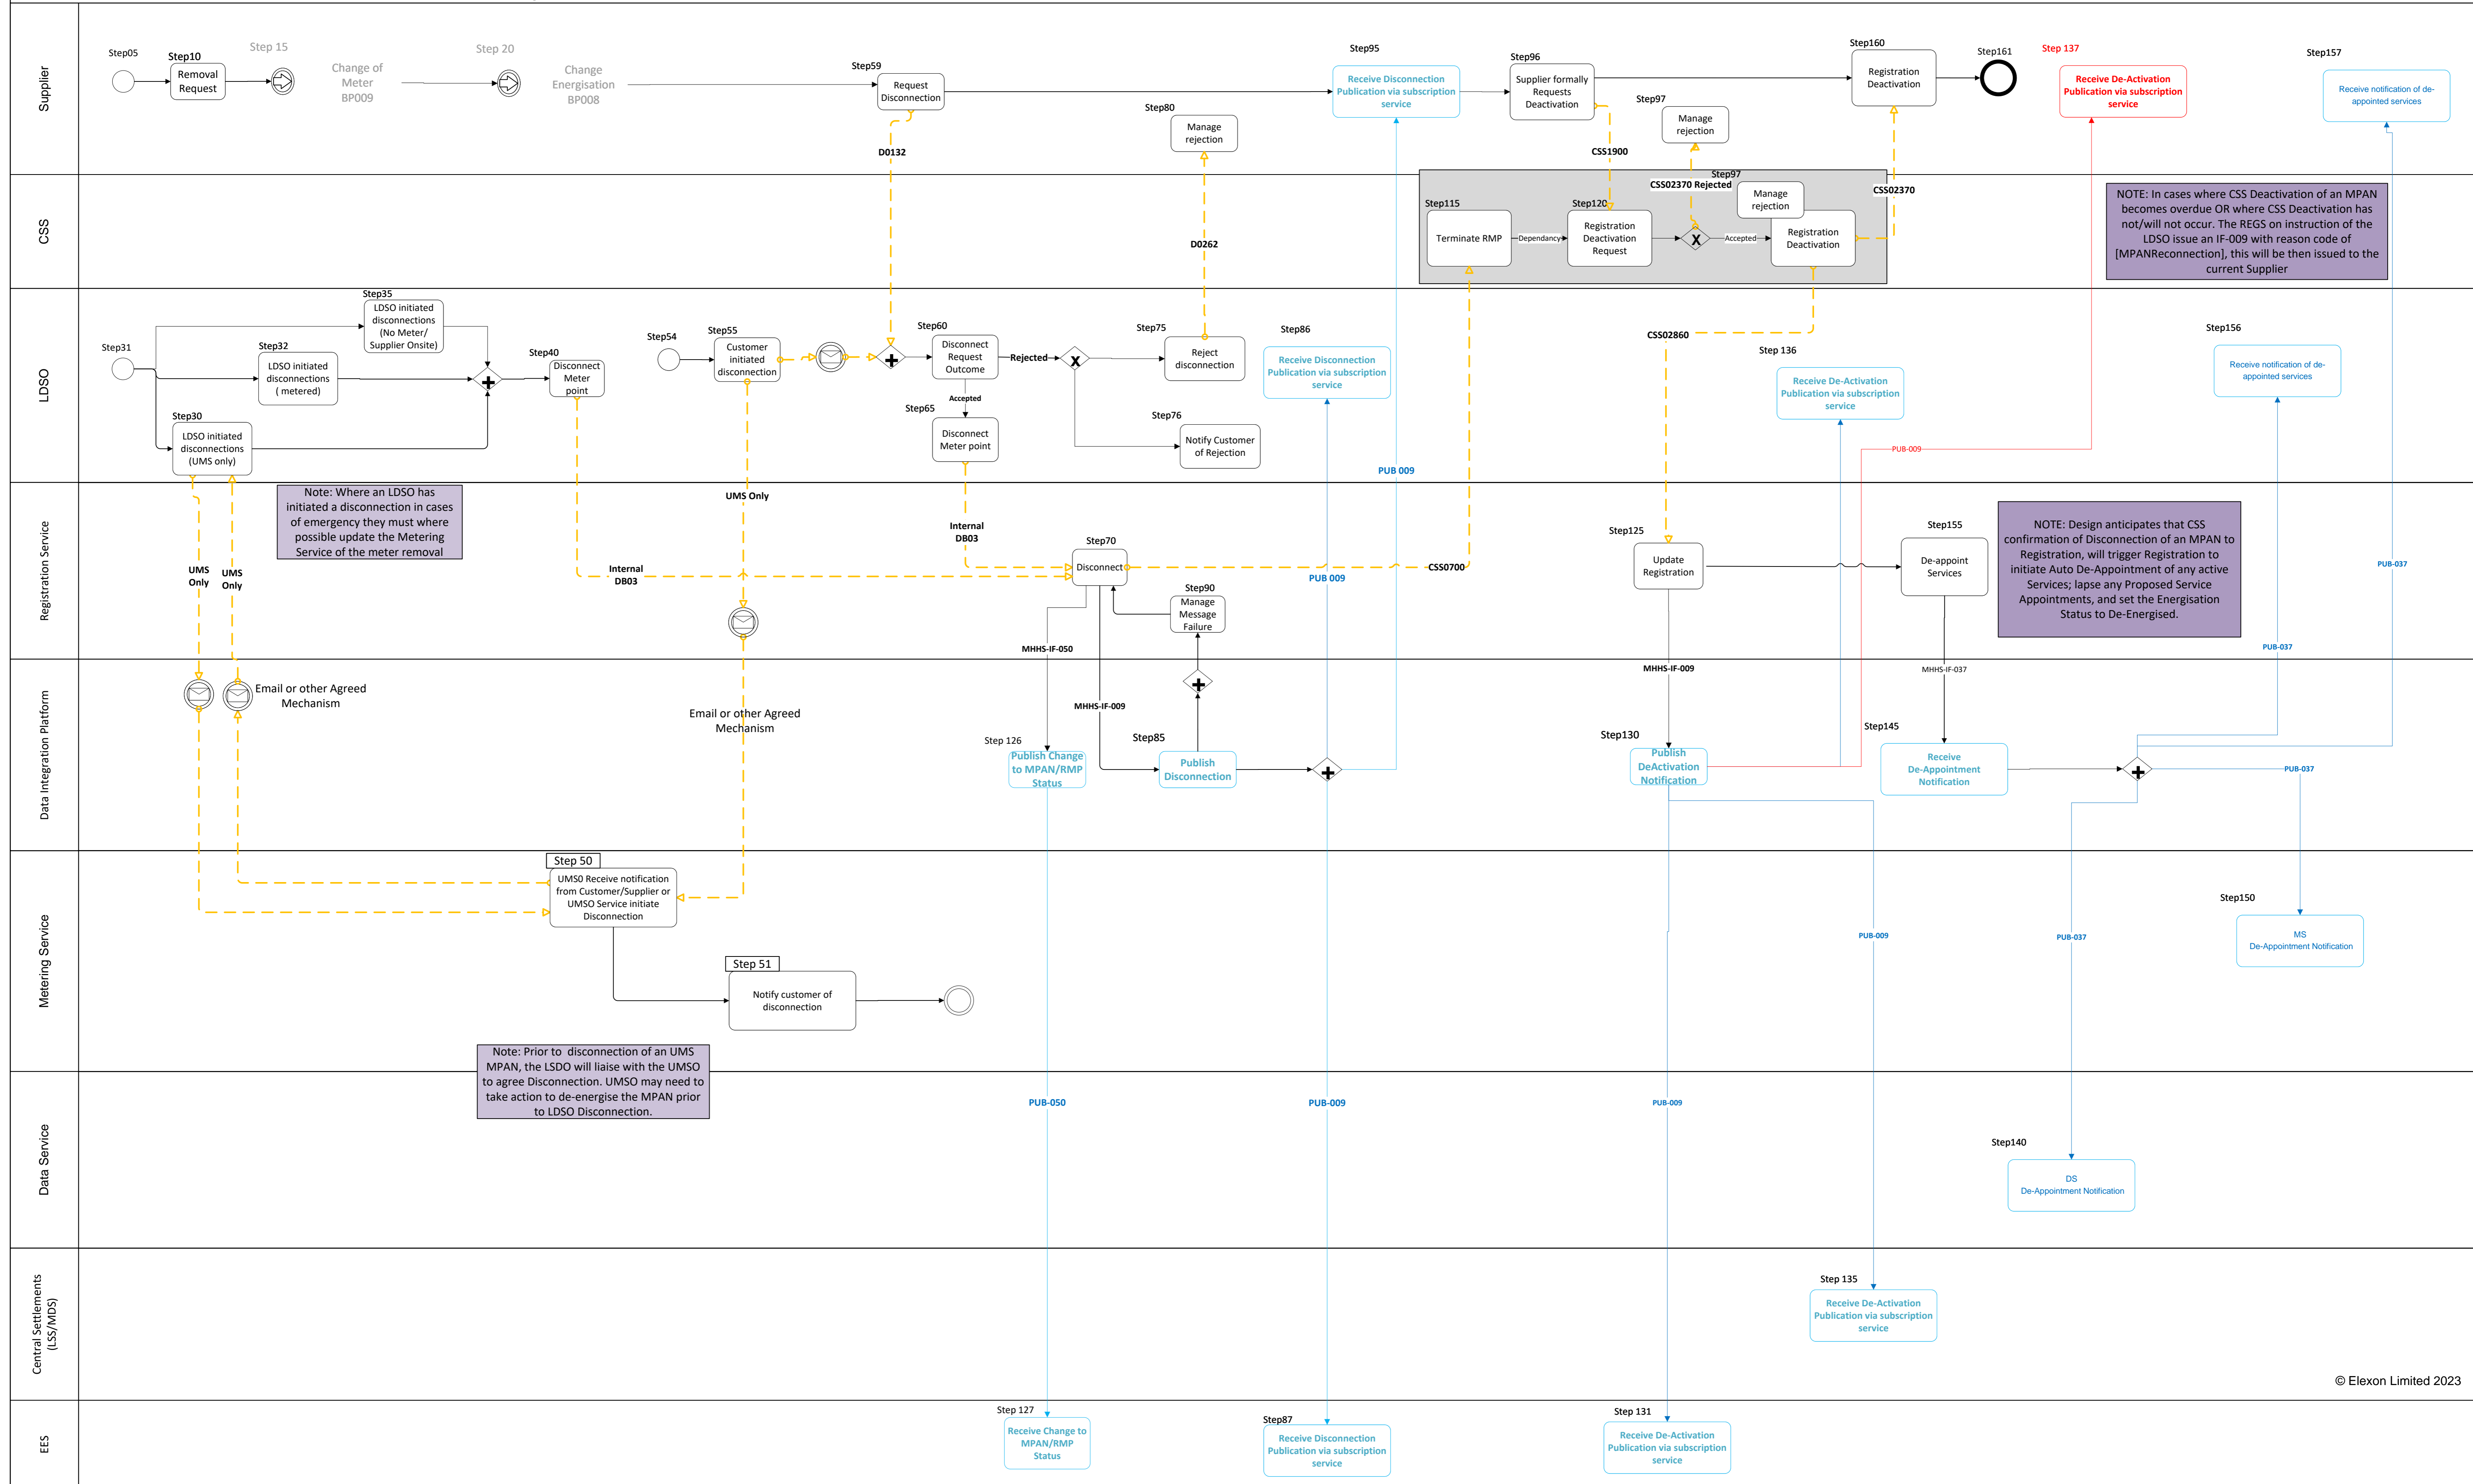 Supplier
Step05
Step10
Removal
Request
Step 15
Change of
Meter
BP009
Step 20
Change
Energisation
BP008
Step59
Request
Disconnection
D0132
Step80
Manage
rejection
Step95
Receive Disconnection
Publication via subscription
service
Step96
Supplier formally
Requests
Deactivation
CSS1900
Step97
Manage
rejection
Step160
Registration
Deactivation
Step161
Step 137
Receive De-Activation
Publication via subscription
service
Step157
Receive notification of de-
appointed services
CSS
D0262
Step115
Terminate RMP
Dependancy
Step120
Registration
Deactivation
Request
CSS02370 Rejected
X
Accepted
Step97
Manage
rejection
Registration
Deactivation
CSS02370
NOTE: In cases where CSS Deactivation of an MPAN
becomes overdue OR where CSS Deactivation has
not/will not occur. The REGS on instruction of the
LDSO issue an IF-009 with reason code of
[MPANReconnection], this will be then issued to the
current Supplier
LDSO
Step31
Step35
LDSO initiated
disconnections
(No Meter/
Supplier Onsite)
Step32
LDSO initiated
disconnections
( metered)
Step30
LDSO initiated
disconnections
(UMS only)
Step40
Disconnect
Meter
point
Step54
Step55
Customer
initiated
disconnection
Step60
Disconnect
Request
Outcome
Rejected
X
Accepted
Step65
Disconnect
Meter point
Step75
Reject
disconnection
Step76
Notify Customer
of Rejection
Step86
Receive Disconnection
Publication via subscription
service
PUB 009
CSS02860
Step 136
Receive De-Activation
Publication via subscription
service
PUB-009
Step156
Receive notification of de-
appointed services
Registration Service
Note: Where an LDSO has
initiated a disconnection in cases
of emergency they must where
possible update the Metering
Service of the meter removal
UMS
Only
UMS
Only
Internal
DB03
UMS Only
Internal
DB03
Step70
Disconnect
Step90
Manage
Message
Failure
MHHS-IF-050
PUB 009
CSS0700
Step125
Update
Registration
Step155
De-appoint
Services
NOTE: Design anticipates that CSS
confirmation of Disconnection of an MPAN to
Registration, will trigger Registration to
initiate Auto De-Appointment of any active
Services; lapse any Proposed Service
Appointments, and set the Energisation
Status to De-Energised.
PUB-037
PUB-037
Data Integration Platform
Email or other Agreed
Mechanism
Email or other Agreed
Mechanism
MHHS-IF-009
Step 126
Publish Change
to MPAN/RMP
Status
Step85
Publish
Disconnection
MHHS-IF-009
Step130
Publish
DeActivation
Notification
MHHS-IF-037
Step145
Receive
De-Appointment
Notification
PUB-037
Metering Service
Step 50
UMS0 Receive notification
from Customer/Supplier or
UMSO Service initiate
Disconnection
Step 51
Notify customer of
disconnection
PUB-009
PUB-037
Step150
MS
De-Appointment Notification
Note: Prior to  disconnection of an UMS
MPAN, the LSDO will liaise with the UMSO
to agree Disconnection. UMSO may need to
take action to de-energise the MPAN prior
to LDSO Disconnection.
Data Service
PUB-050
PUB-009
PUB-009
Step140
DS
De-Appointment Notification
Central Settlements
(LSS/MDS)
Step 135
Receive De-Activation
Publication via subscription
service
© Elexon Limited 2023
EES
Step 127
Receive Change to
MPAN/RMP
Status
Step87
Receive Disconnection
Publication via subscription
service
Step 131
Receive De-Activation
Publication via subscription
service